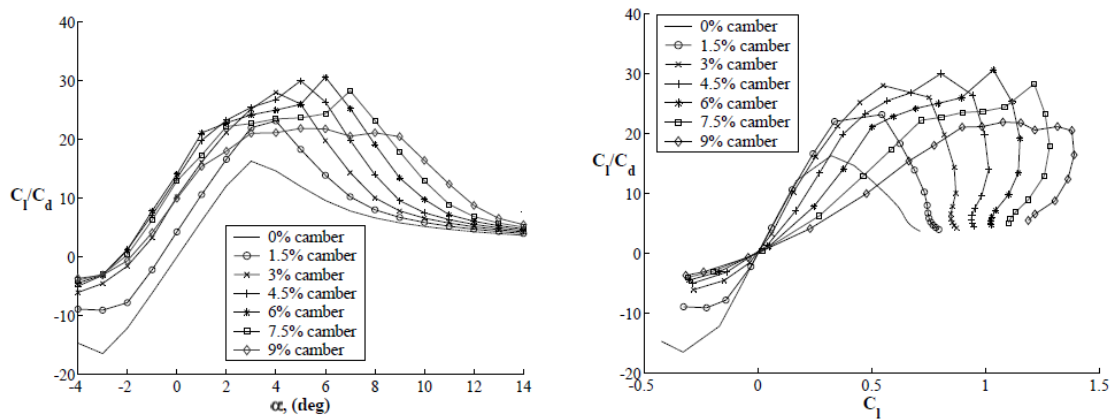 40
30
20
C_l/C_d
10
0
-10
-20
-4 -2 0 2 4 6 8 10 12 14
α, (deg)
0% camber
1.5% camber
3% camber
4.5% camber
6% camber
7.5% camber
9% camber
40
30
20
C_l/C_d
10
0
-10
-20
-0.5 0 0.5 1 1.5
C_l
0% camber
1.5% camber
3% camber
4.5% camber
6% camber
7.5% camber
9% camber